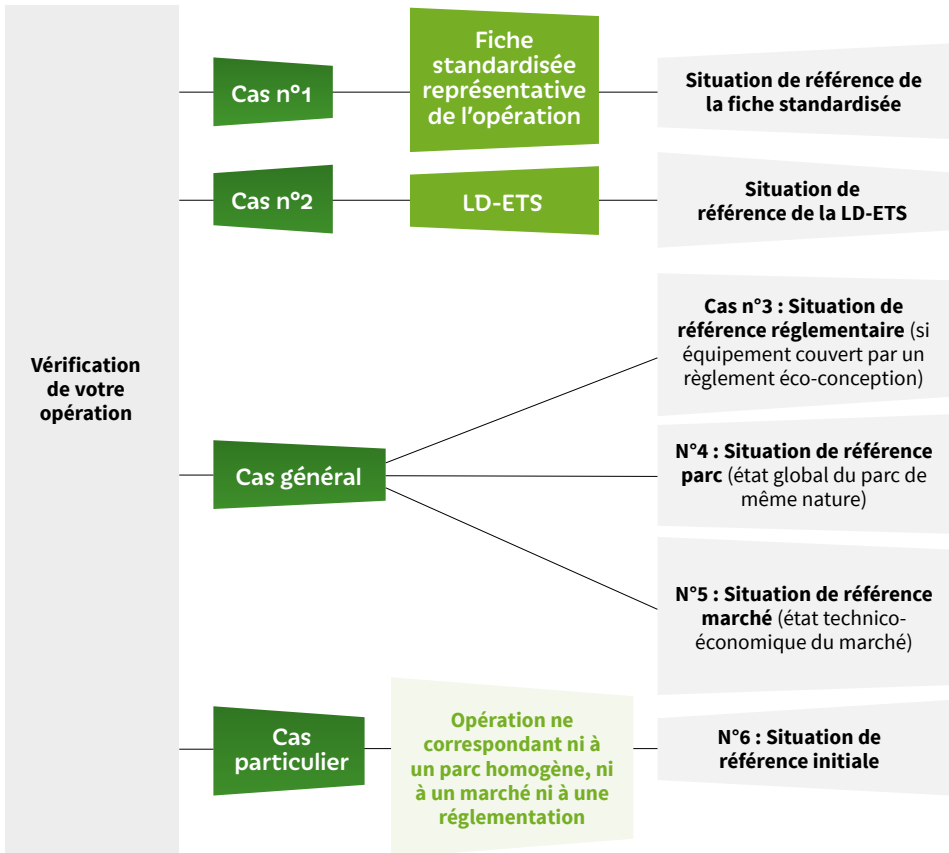 Vérification
de votre
opération
Cas n°1
Fiche
standardisée
représentative
de l'opération
Situation de référence de
la fiche standardisée
Cas n°2
LD-ETS
Situation de
référence de la LD-ETS
Cas général
Cas n°3 : Situation de
référence réglementaire (si
équipement couvert par un
règlement éco-conception)
N°4 : Situation de référence
parc (état global du parc de
même nature)
N°5 : Situation de référence
marché (état technico-
économique du marché)
Cas
particulier
Opération ne
correspondant ni à
un parc homogène, ni
à un marché ni à une
réglementation
N°6 : Situation de
référence initiale